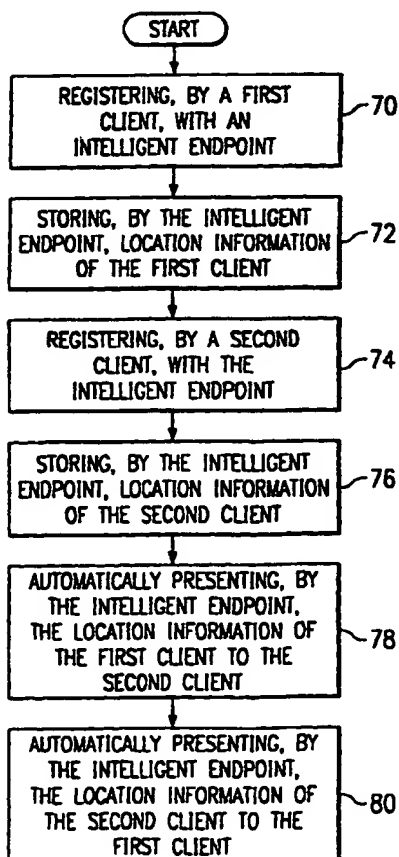 START
REGISTERING, BY A FIRST
CLIENT, WITH AN
INTELLIGENT ENDPOINT
70
STORING, BY THE INTELLIGENT
ENDPOINT, LOCATION INFORMATION
OF THE FIRST CLIENT
72
REGISTERING, BY A SECOND
CLIENT, WITH THE
INTELLIGENT ENDPOINT
74
STORING, BY THE INTELLIGENT
ENDPOINT, LOCATION INFORMATION
OF THE SECOND CLIENT
76
AUTOMATICALLY PRESENTING, BY
THE INTELLIGENT ENDPOINT,
THE LOCATION INFORMATION OF
THE FIRST CLIENT TO THE
SECOND CLIENT
78
AUTOMATICALLY PRESENTING, BY
THE INTELLIGENT ENDPOINT,
THE LOCATION INFORMATION OF
THE SECOND CLIENT TO THE
FIRST CLIENT
80